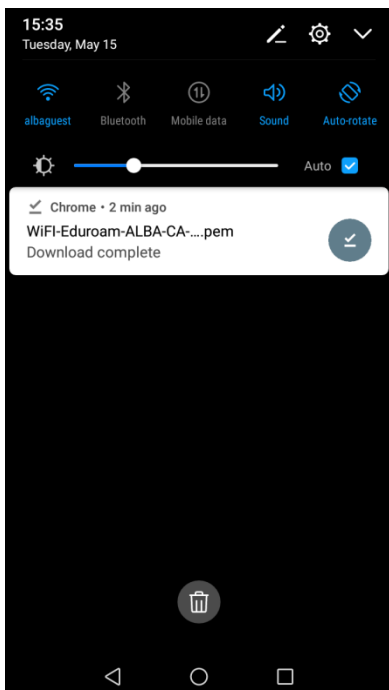 15:35
Tuesday, May 15
albaguest Bluetooth Mobile data Sound Auto-rotate
Auto
Chrome • 2 min ago
WiFI-Eduroam-ALBA-CA-....pem
Download complete